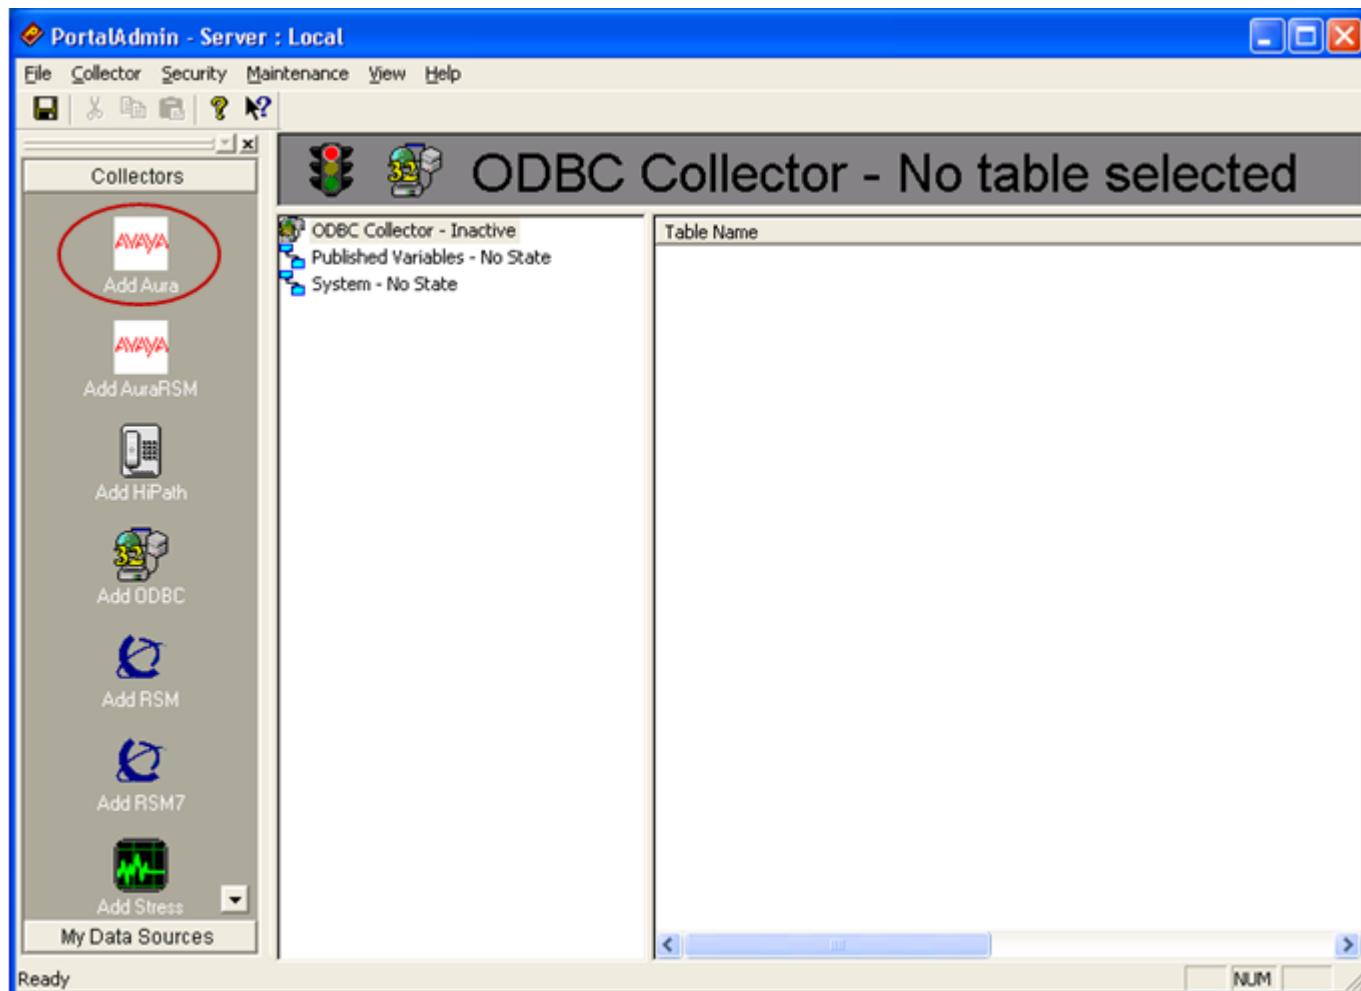 PortalAdmin - Server : Local
File Collector Security Maintenance View Help
Collectors
AVAYA
Add Aura
AVAYA
Add AuraRSM
Add HiPath
32
Add ODBC
Add RSM
Add RSM7
Add Stress
My Data Sources
32
ODBC Collector - No table selected
ODBC Collector - Inactive
Published Variables - No State
System - No State
Table Name
Ready
NUM